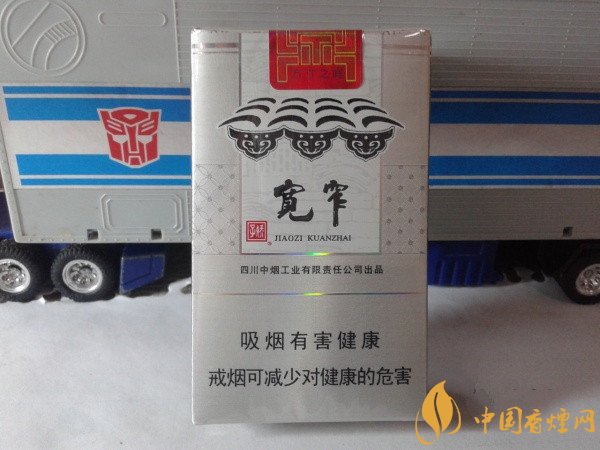 宽窄
娇子
JIAOZI KUANZHAI
四川中烟工业有限责任公司出品
吸烟有害健康
戒烟可减少对健康的危害
中国香烟网